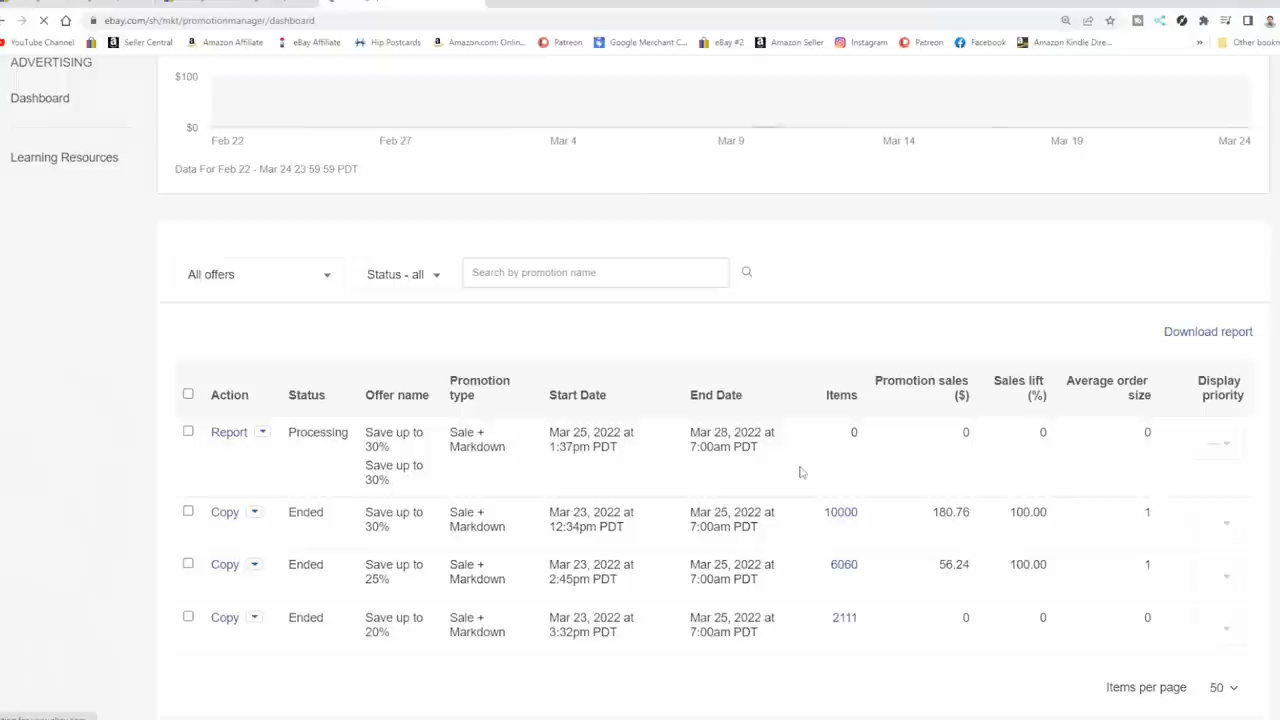 ebay.com/sh/mkt/promotionmanager/dashboard
YouTube Channel Seller Central Amazon Affiliate eBay Affiliate Hip Postcards Amazon.com: Onlin... Patreon Google Merchant C... eBay #2 Amazon Seller Instagram Patreon Facebook Amazon Kindle Dire... » Other bookm
ADVERTISING
Dashboard
Learning Resources
$100
$0
Feb 22 Feb 27 Mar 4 Mar 9 Mar 14 Mar 19 Mar 24
Data For Feb 22 - Mar 24 23:59:59 PDT
All offers Status - all Search by promotion name
Download report
Action Status Offer name Promotion type Start Date End Date Items Promotion sales ($) Sales lift (%) Average order size Display priority
Report Processing Save up to 30% Save up to 30% Sale + Markdown Mar 25, 2022 at 1:37pm PDT Mar 28, 2022 at 7:00am PDT 0 0 0 0 —
Copy Ended Save up to 30% Sale + Markdown Mar 23, 2022 at 12:34pm PDT Mar 25, 2022 at 7:00am PDT 10000 180.76 100.00 1
Copy Ended Save up to 25% Sale + Markdown Mar 23, 2022 at 2:45pm PDT Mar 25, 2022 at 7:00am PDT 6060 56.24 100.00 1
Copy Ended Save up to 20% Sale + Markdown Mar 23, 2022 at 3:32pm PDT Mar 25, 2022 at 7:00am PDT 2111 0 0 0
Items per page 50